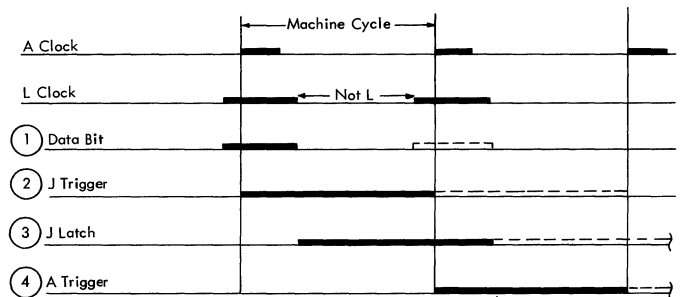 Machine Cycle
A Clock
L Clock
Not L
1 Data Bit
2 J Trigger
3 J Latch
4 A Trigger